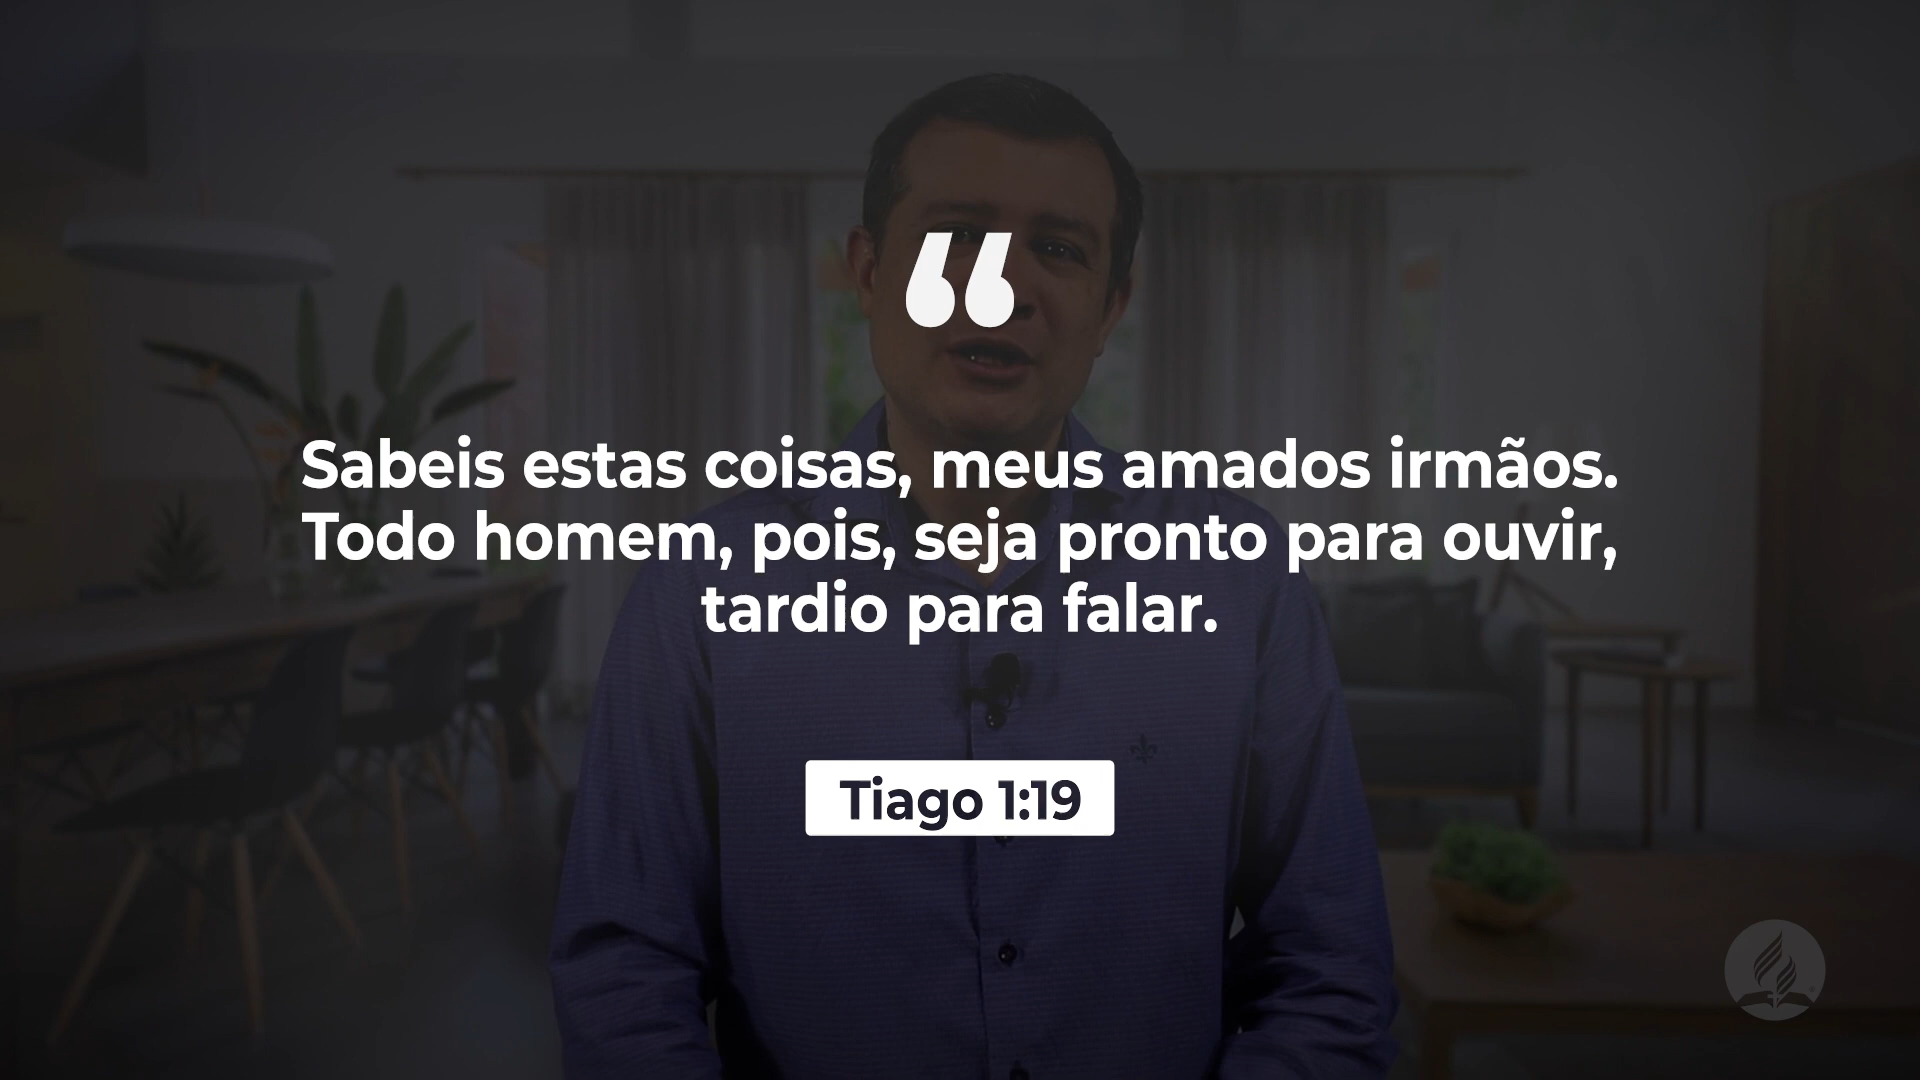 “
Sabeis estas coisas, meus amados irmãos.
Todo homem, pois, seja pronto para ouvir,
tardio para falar.
Tiago 1:19